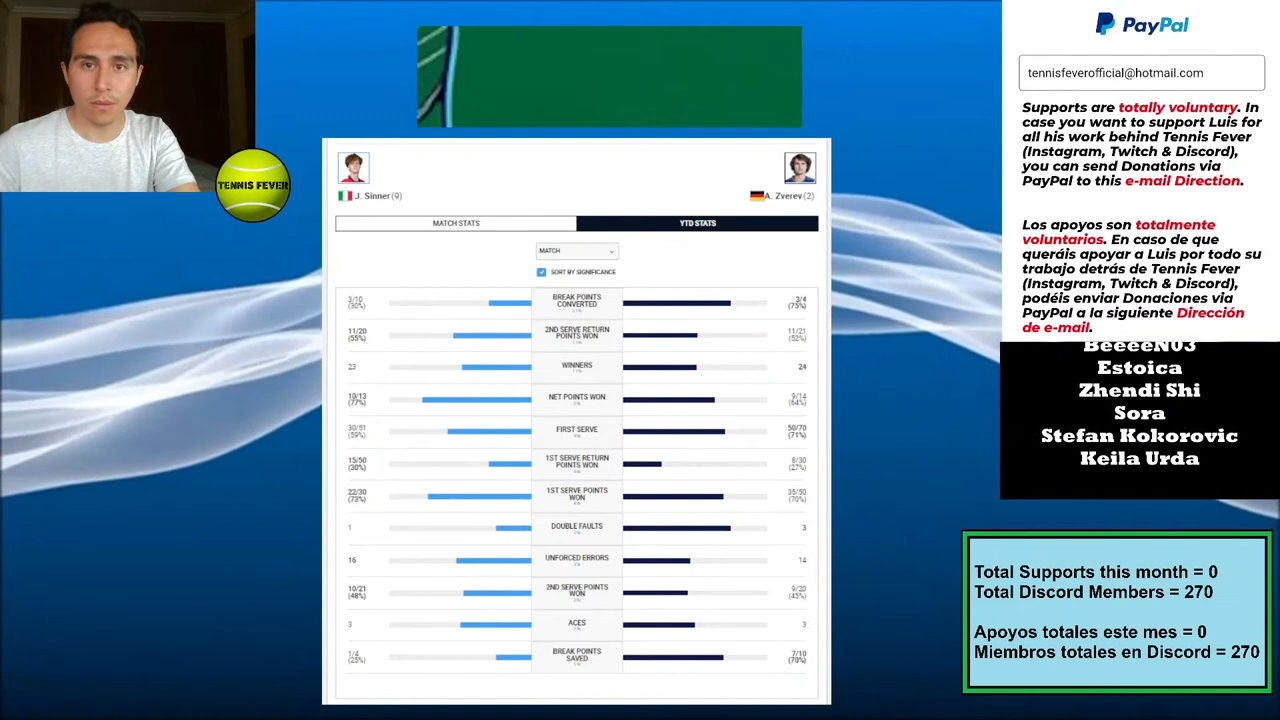 TENNIS FEVER
J. Sinner (9)
A. Zverev (2)
MATCH STATS
YTD STATS
MATCH
SORT BY SIGNIFICANCE
3/10
(30%)
BREAK POINTS
CONVERTED
3/4
(75%)
11/20
(55%)
2ND SERVE RETURN
POINTS WON
11/21
(52%)
23
WINNERS
24
10/13
(77%)
NET POINTS WON
9/14
(64%)
30/51
(59%)
FIRST SERVE
50/70
(71%)
15/50
(30%)
1ST SERVE RETURN
POINTS WON
8/30
(27%)
22/30
(73%)
1ST SERVE POINTS
WON
35/50
(70%)
1
DOUBLE FAULTS
3
16
UNFORCED ERRORS
14
10/21
(48%)
2ND SERVE POINTS
WON
9/20
(45%)
3
ACES
3
1/4
(25%)
BREAK POINTS
SAVED
7/10
(70%)
PayPal
tennisfeverofficial@hotmail.com
Supports are totally voluntary. In
case you want to support Luis for
all his work behind Tennis Fever
(Instagram, Twitch & Discord),
you can send Donations via
PayPal to this e-mail Direction.
Los apoyos son totalmente
voluntarios. En caso de que
queráis apoyar a Luis por todo su
trabajo detrás de Tennis Fever
(Instagram, Twitch & Discord),
podéis enviar Donaciones via
PayPal a la siguiente Dirección
de e-mail.
BeeeeN03
Estoica
Zhendi Shi
Sora
Stefan Kokorovic
Keila Urda
Total Supports this month = 0
Total Discord Members = 270
Apoyos totales este mes = 0
Miembros totales en Discord = 270